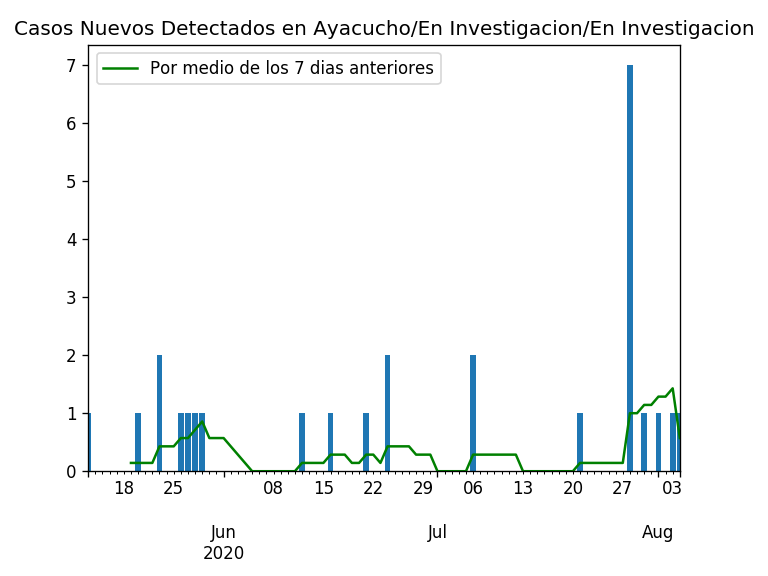 Casos Nuevos Detectados en Ayacucho/En Investigacion/En Investigacion
Por medio de los 7 dias anteriores
7
6
5
4
3
2
1
0
18 25 08 15 22 29 06 13 20 27 03
Jun Jul Aug
2020